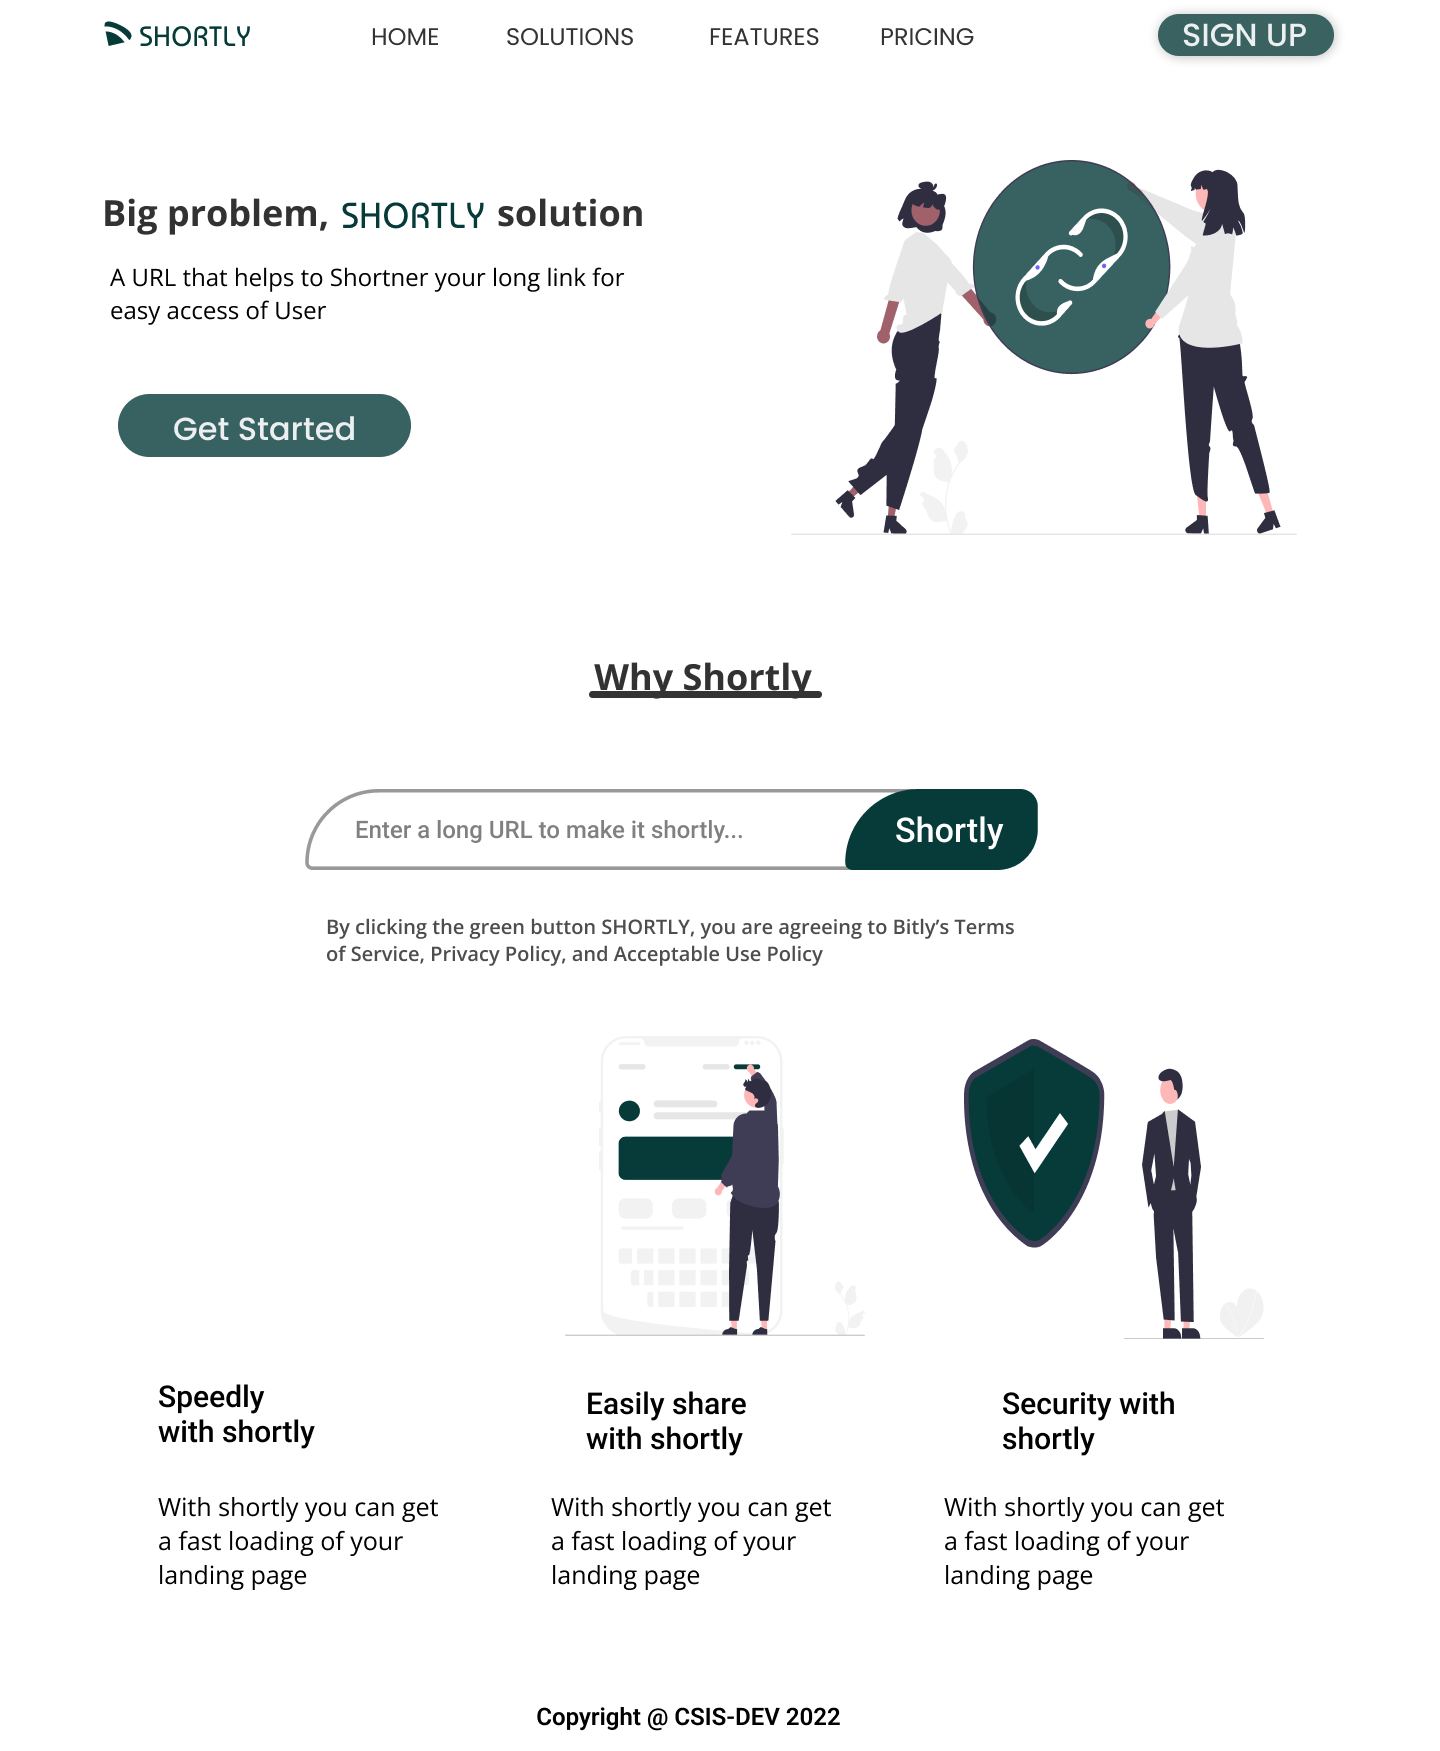 SHORTLY
HOME
SOLUTIONS
FEATURES
PRICING
SIGN UP
Big problem, SHORTLY solution
A URL that helps to Shortner your long link for
easy access of User
Get Started
Why Shortly
Enter a long URL to make it shortly...
Shortly
By clicking the green button SHORTLY, you are agreeing to Bitly’s Terms
of Service, Privacy Policy, and Acceptable Use Policy
Speedly
with shortly
With shortly you can get
a fast loading of your
landing page
Easily share
with shortly
With shortly you can get
a fast loading of your
landing page
Security with
shortly
With shortly you can get
a fast loading of your
landing page
Copyright @ CSIS-DEV 2022